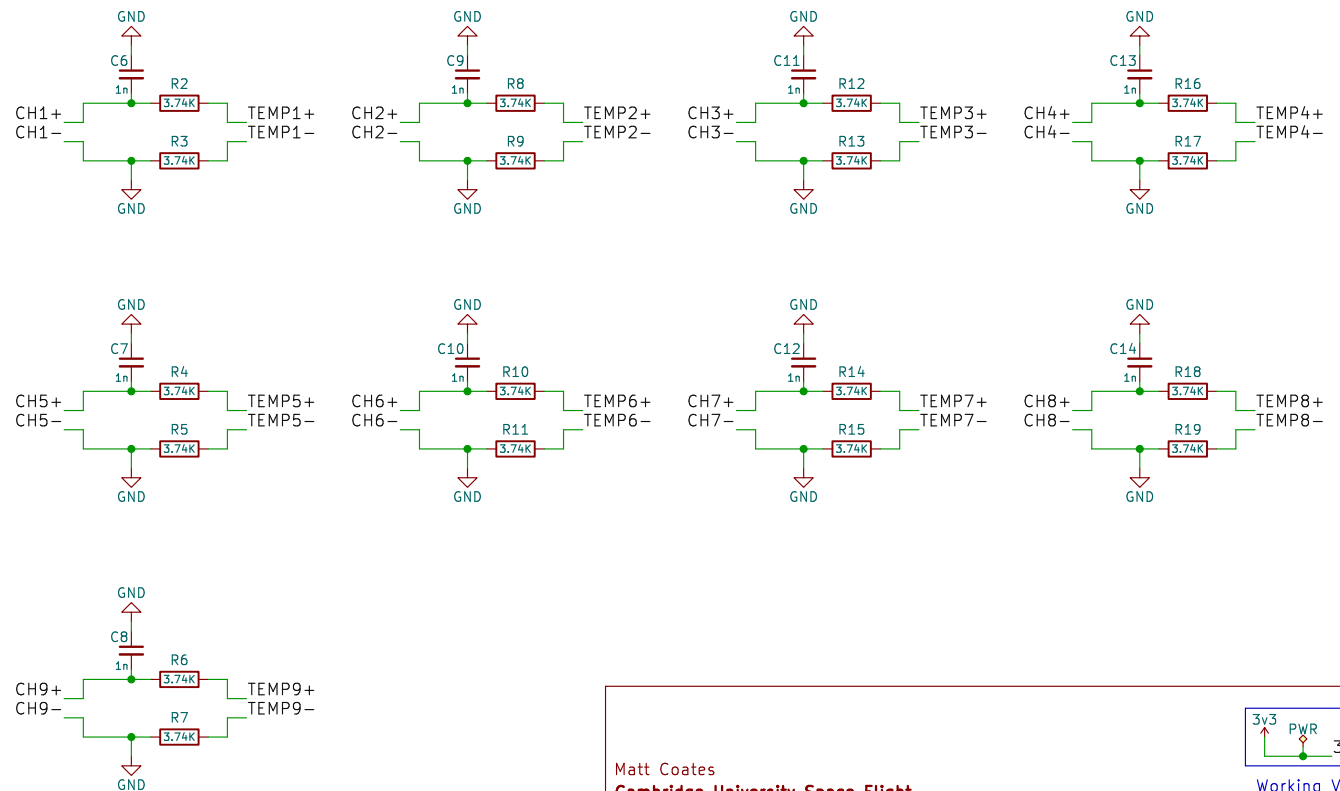 GND GND GND GND
C6 C9 C11 C13
R2 R8 R12 R16
1n 3.74K 1n 3.74K 1n 3.74K 1n 3.74K
CH1+ TEMP1+ CH2+ TEMP2+ CH3+ TEMP3+ CH4+ TEMP4+
CH1- TEMP1- CH2- TEMP2- CH3- TEMP3- CH4- TEMP4-
R3 R9 R13 R17
3.74K 3.74K 3.74K 3.74K
GND GND GND GND
GND GND GND GND
C7 C10 C12 C14
R4 R10 R14 R18
1n 3.74K 1n 3.74K 1n 3.74K 1n 3.74K
CH5+ TEMP5+ CH6+ TEMP6+ CH7+ TEMP7+ CH8+ TEMP8+
CH5- TEMP5- CH6- TEMP6- CH7- TEMP7- CH8- TEMP8-
R5 R11 R15 R19
3.74K 3.74K 3.74K 3.74K
GND GND GND GND
GND
C8
R6
1n 3.74K
CH9+ TEMP9+
CH9- TEMP9-
R7
3.74K
GND
3v3 PWR
3
Matt Coates
Cambridge University Space Flight
Working V